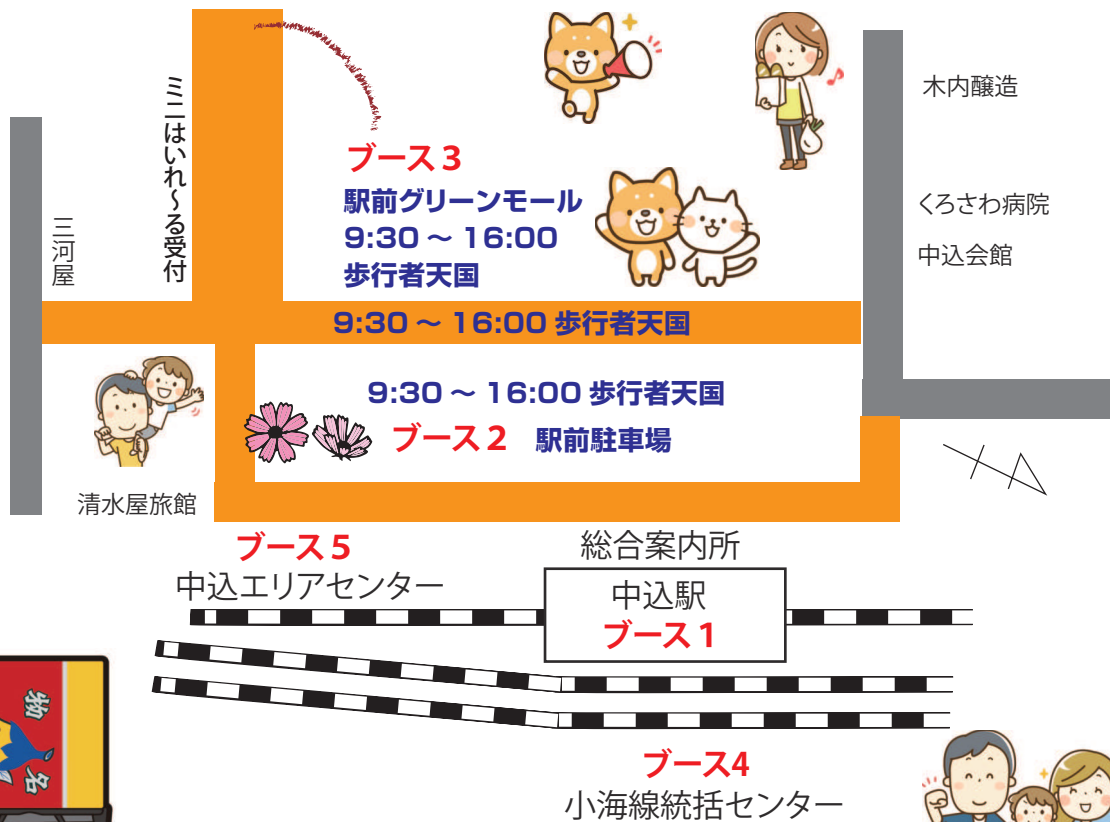 ミニはいれ〜る受付
三河屋
木内醸造
くろさわ病院
中込会館
ブース3
駅前グリーンモール
9:30 〜 16:00
歩行者天国
9:30 〜 16:00 歩行者天国
9:30 〜 16:00 歩行者天国
ブース2 駅前駐車場
清水屋旅館
ブース5
中込エリアセンター
総合案内所
中込駅
ブース1
ブース4
小海線統括センター
名物